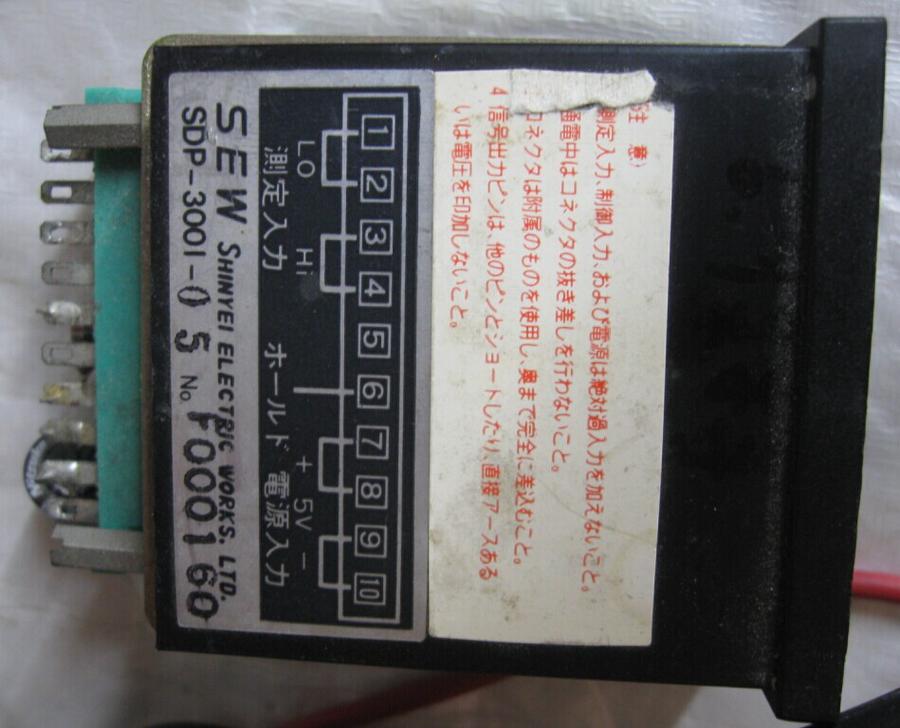 注 意)
測定入力、制御入力、および電源は絶対過入力を加えないこと。
通電中はコネクタの抜き差しを行わないこと。
コネクタは附属のものを使用し、奥まで完全に差込むこと。
4 信号出力ピンは、他のピンとショートしたり、直接アースある
いは電圧を印加しないこと。
1 2 3 4 5 6 7 8 9 10
LO Hi + 5V −
測定入力 ホールド 電源入力
SEW SHINYEI ELECTRIC WORKS, LTD.
SDP-3001-05 No. F000160